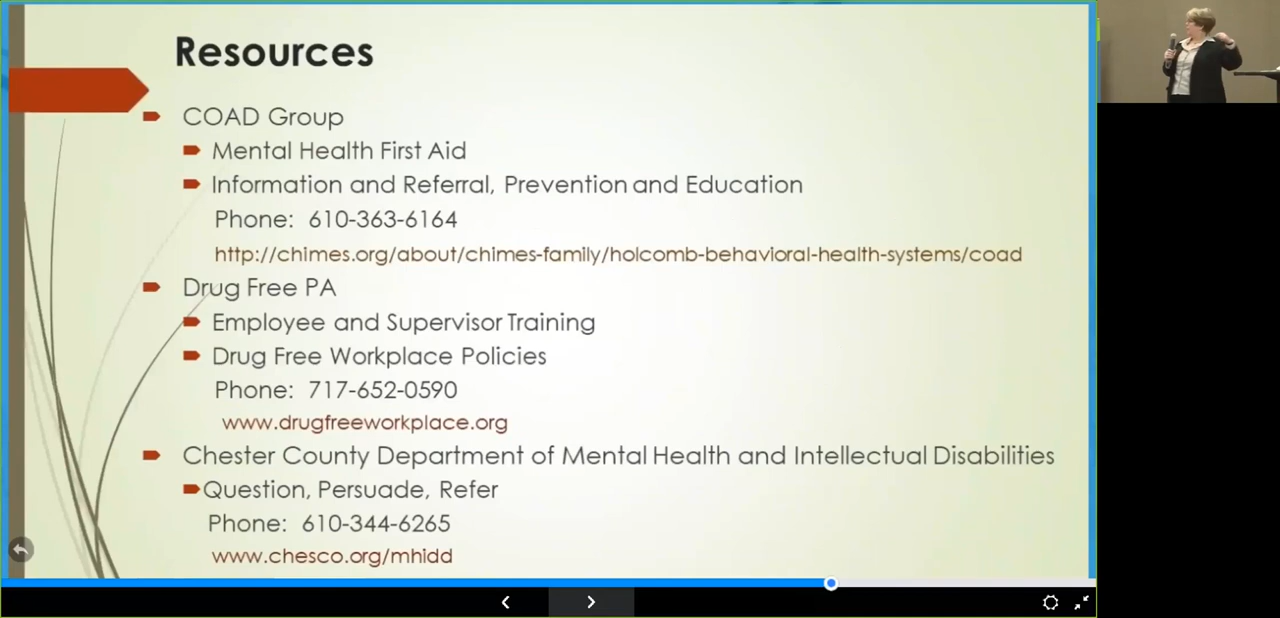 Resources
COAD Group
Mental Health First Aid
Information and Referral, Prevention and Education
Phone: 610-363-6164
http://chimes.org/about/chimes-family/holcomb-behavioral-health-systems/coad
Drug Free PA
Employee and Supervisor Training
Drug Free Workplace Policies
Phone: 717-652-0590
www.drugfreeworkplace.org
Chester County Department of Mental Health and Intellectual Disabilities
Question, Persuade, Refer
Phone: 610-344-6265
www.chesco.org/mhidd